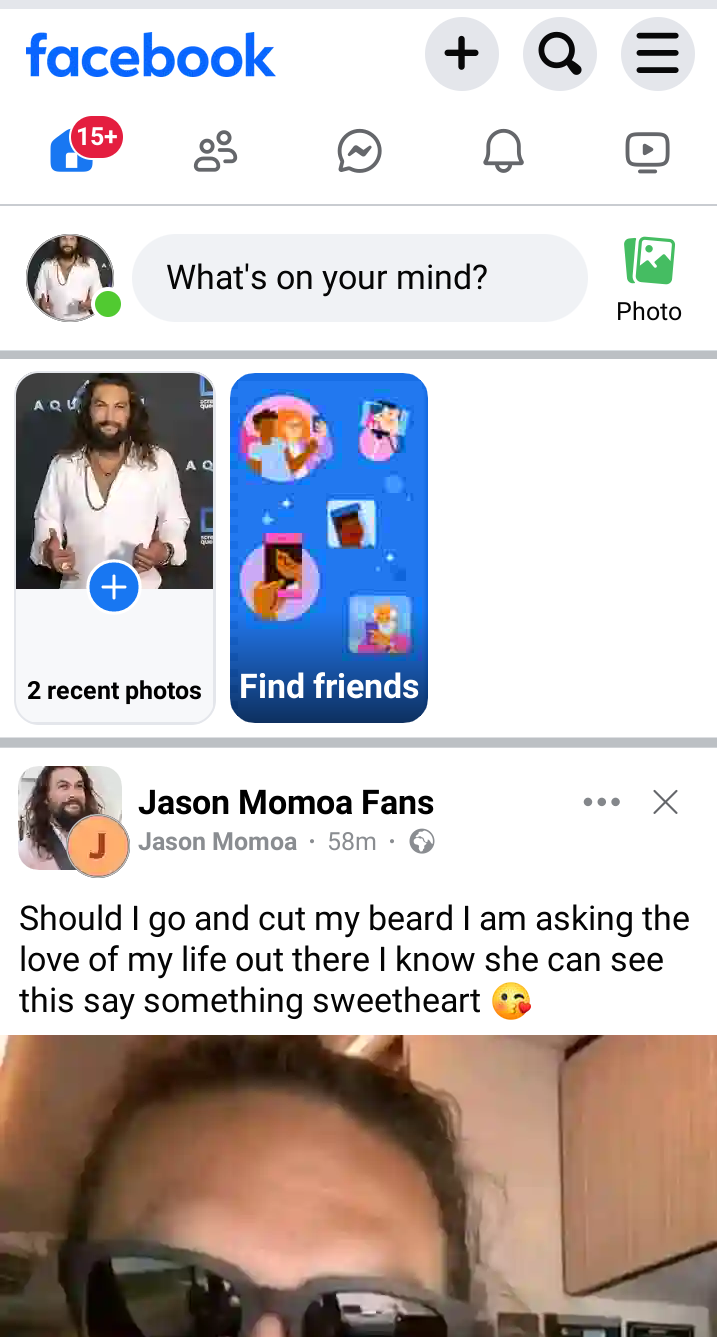 facebook
15+
What's on your mind?
Photo
AQU
AQ
2 recent photos
Find friends
Jason Momoa Fans
J
Jason Momoa · 58m ·
Should I go and cut my beard I am asking the
love of my life out there I know she can see
this say something sweetheart 😘